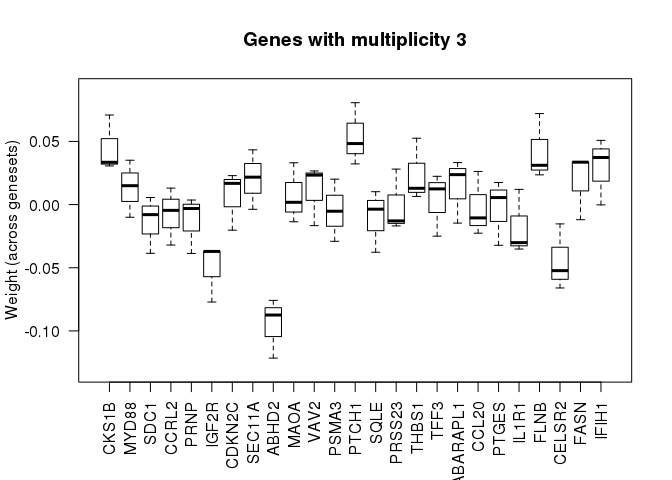 Genes with multiplicity 3
Weight (across genesets)
0.05
0.00
-0.05
-0.10
CKS1B
MYD88
SDC1
CCRL2
PRNP
IGF2R
CDKN2C
SEC11A
ABHD2
MAOA
VAV2
PSMA3
PTCH1
SQLE
PRSS23
THBS1
TFF3
ABARAPL1
CCL20
PTGES
IL1R1
FLNB
CELSR2
FASN
IFIH1